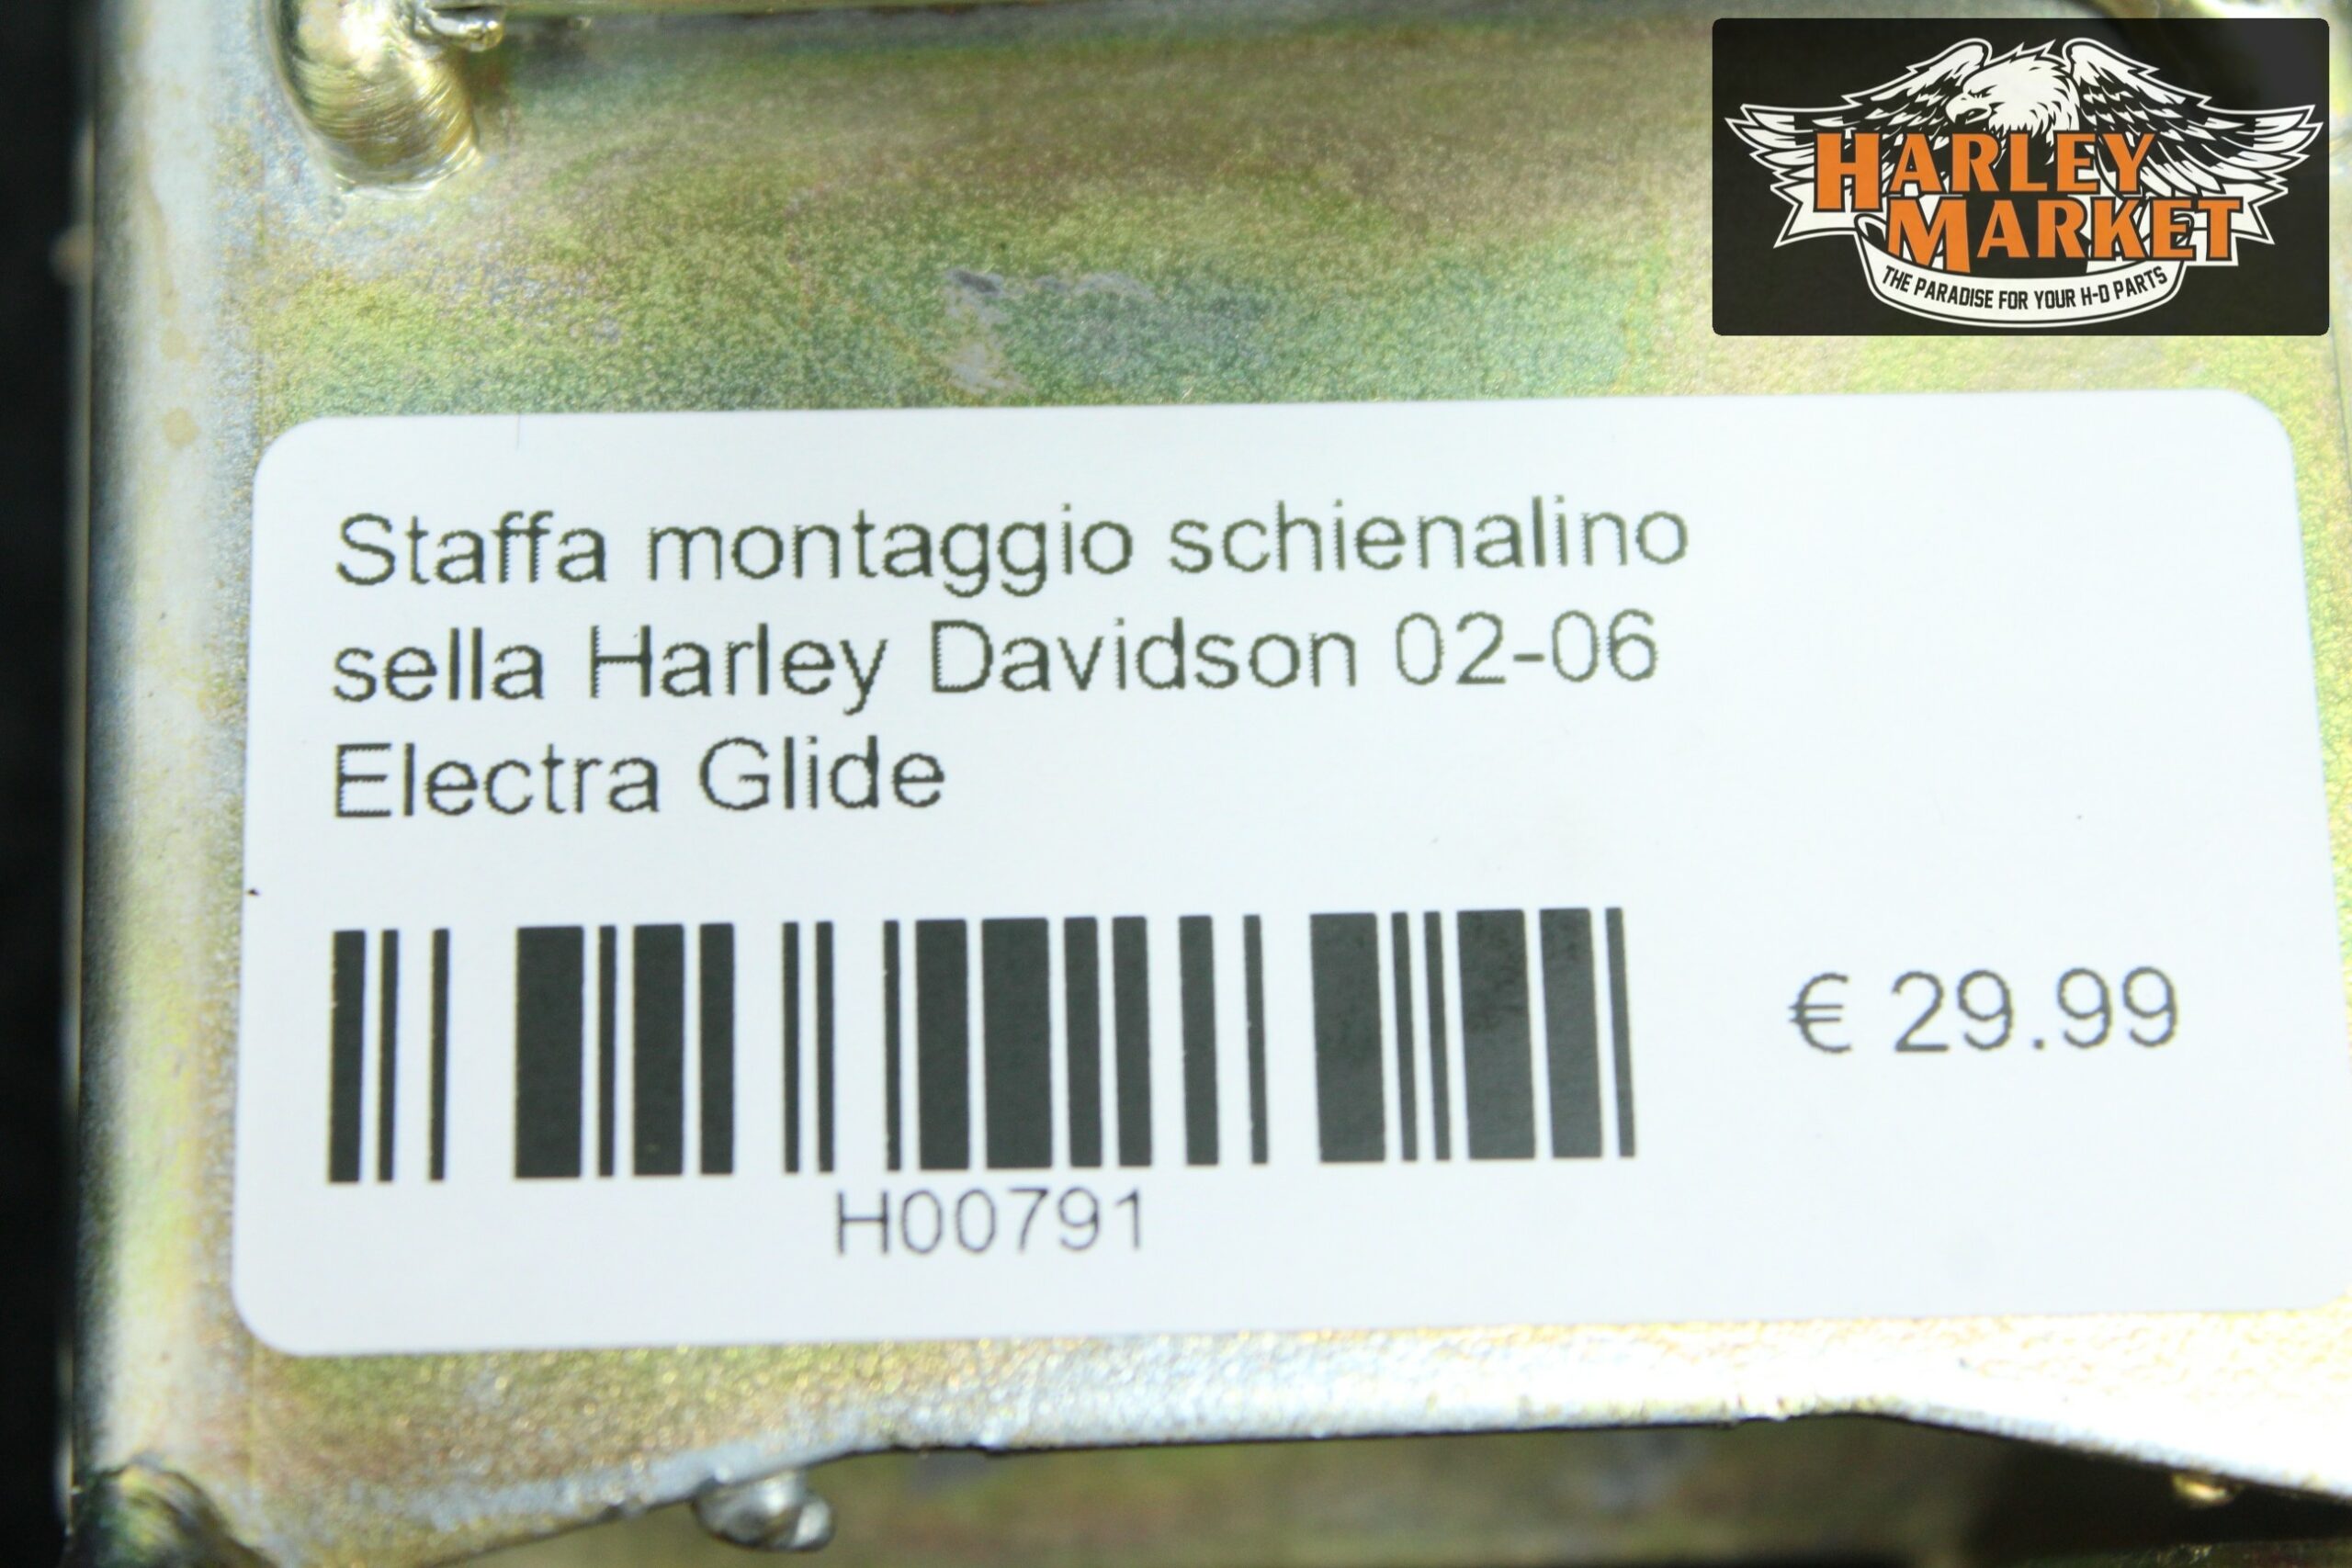 HARLEY
MARKET
THE PARADISE FOR YOUR H-D PARTS
Staffa montaggio schienalino
sella Harley Davidson 02-06
Electra Glide
€ 29.99
H00791